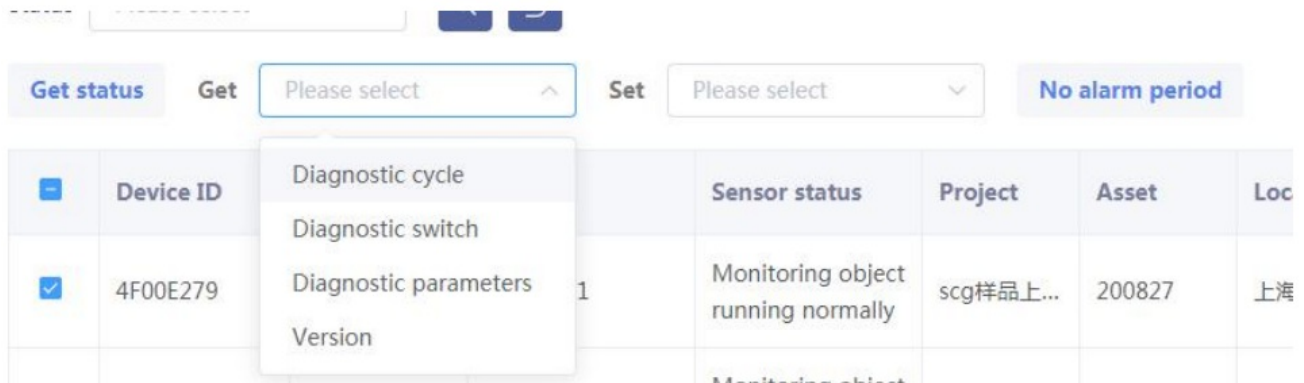 Get status Get Please select Set Please select No alarm period
Device ID Sensor status Project Asset
Diagnostic cycle
Diagnostic switch
Diagnostic parameters
Version
4F00E279 1 Monitoring object running normally scg样品上... 200827 上海
Monitoring object